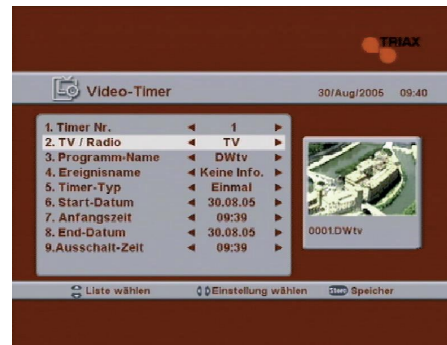 TRIAX
Video-Timer 30/Aug/2005 09:40
1. Timer Nr. 1
2. TV / Radio TV
3. Programm-Name DWtv
4. Ereignisname Keine Info.
5. Timer-Typ Einmal
6. Start-Datum 30.08.05
7. Anfangszeit 09:39
8. End-Datum 30.08.05
9.Ausschalt-Zeit 09:39
0001.DWtv
Liste wählen Einstellung wählen Store Speicher